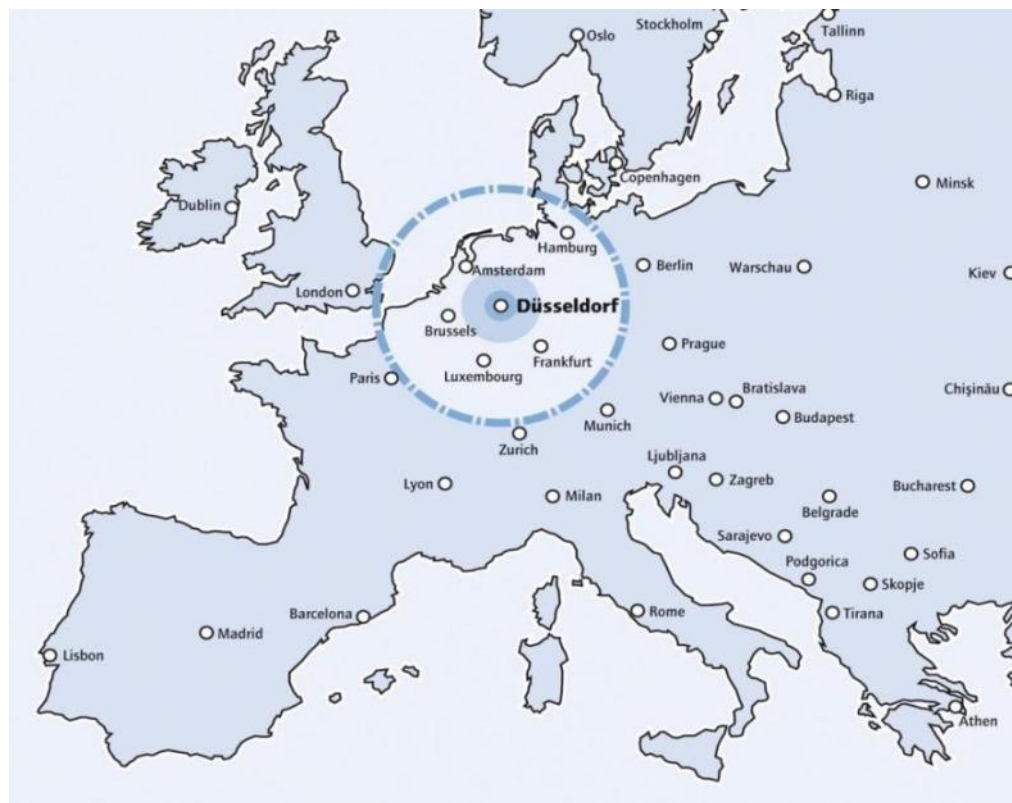 Stockholm
Oslo
Tallinn
Riga
Copenhagen
Minsk
Dublin
Hamburg
Berlin
Warschau
Kiev
Amsterdam
London
Düsseldorf
Brussels
Prague
Frankfurt
Luxembourg
Paris
Chişinău
Bratislava
Vienna
Budapest
Munich
Zurich
Ljubljana
Lyon
Zagreb
Bucharest
Milan
Belgrade
Sarajevo
Sofia
Podgorica
Skopje
Barcelona
Rome
Tirana
Madrid
Lisbon
Athen